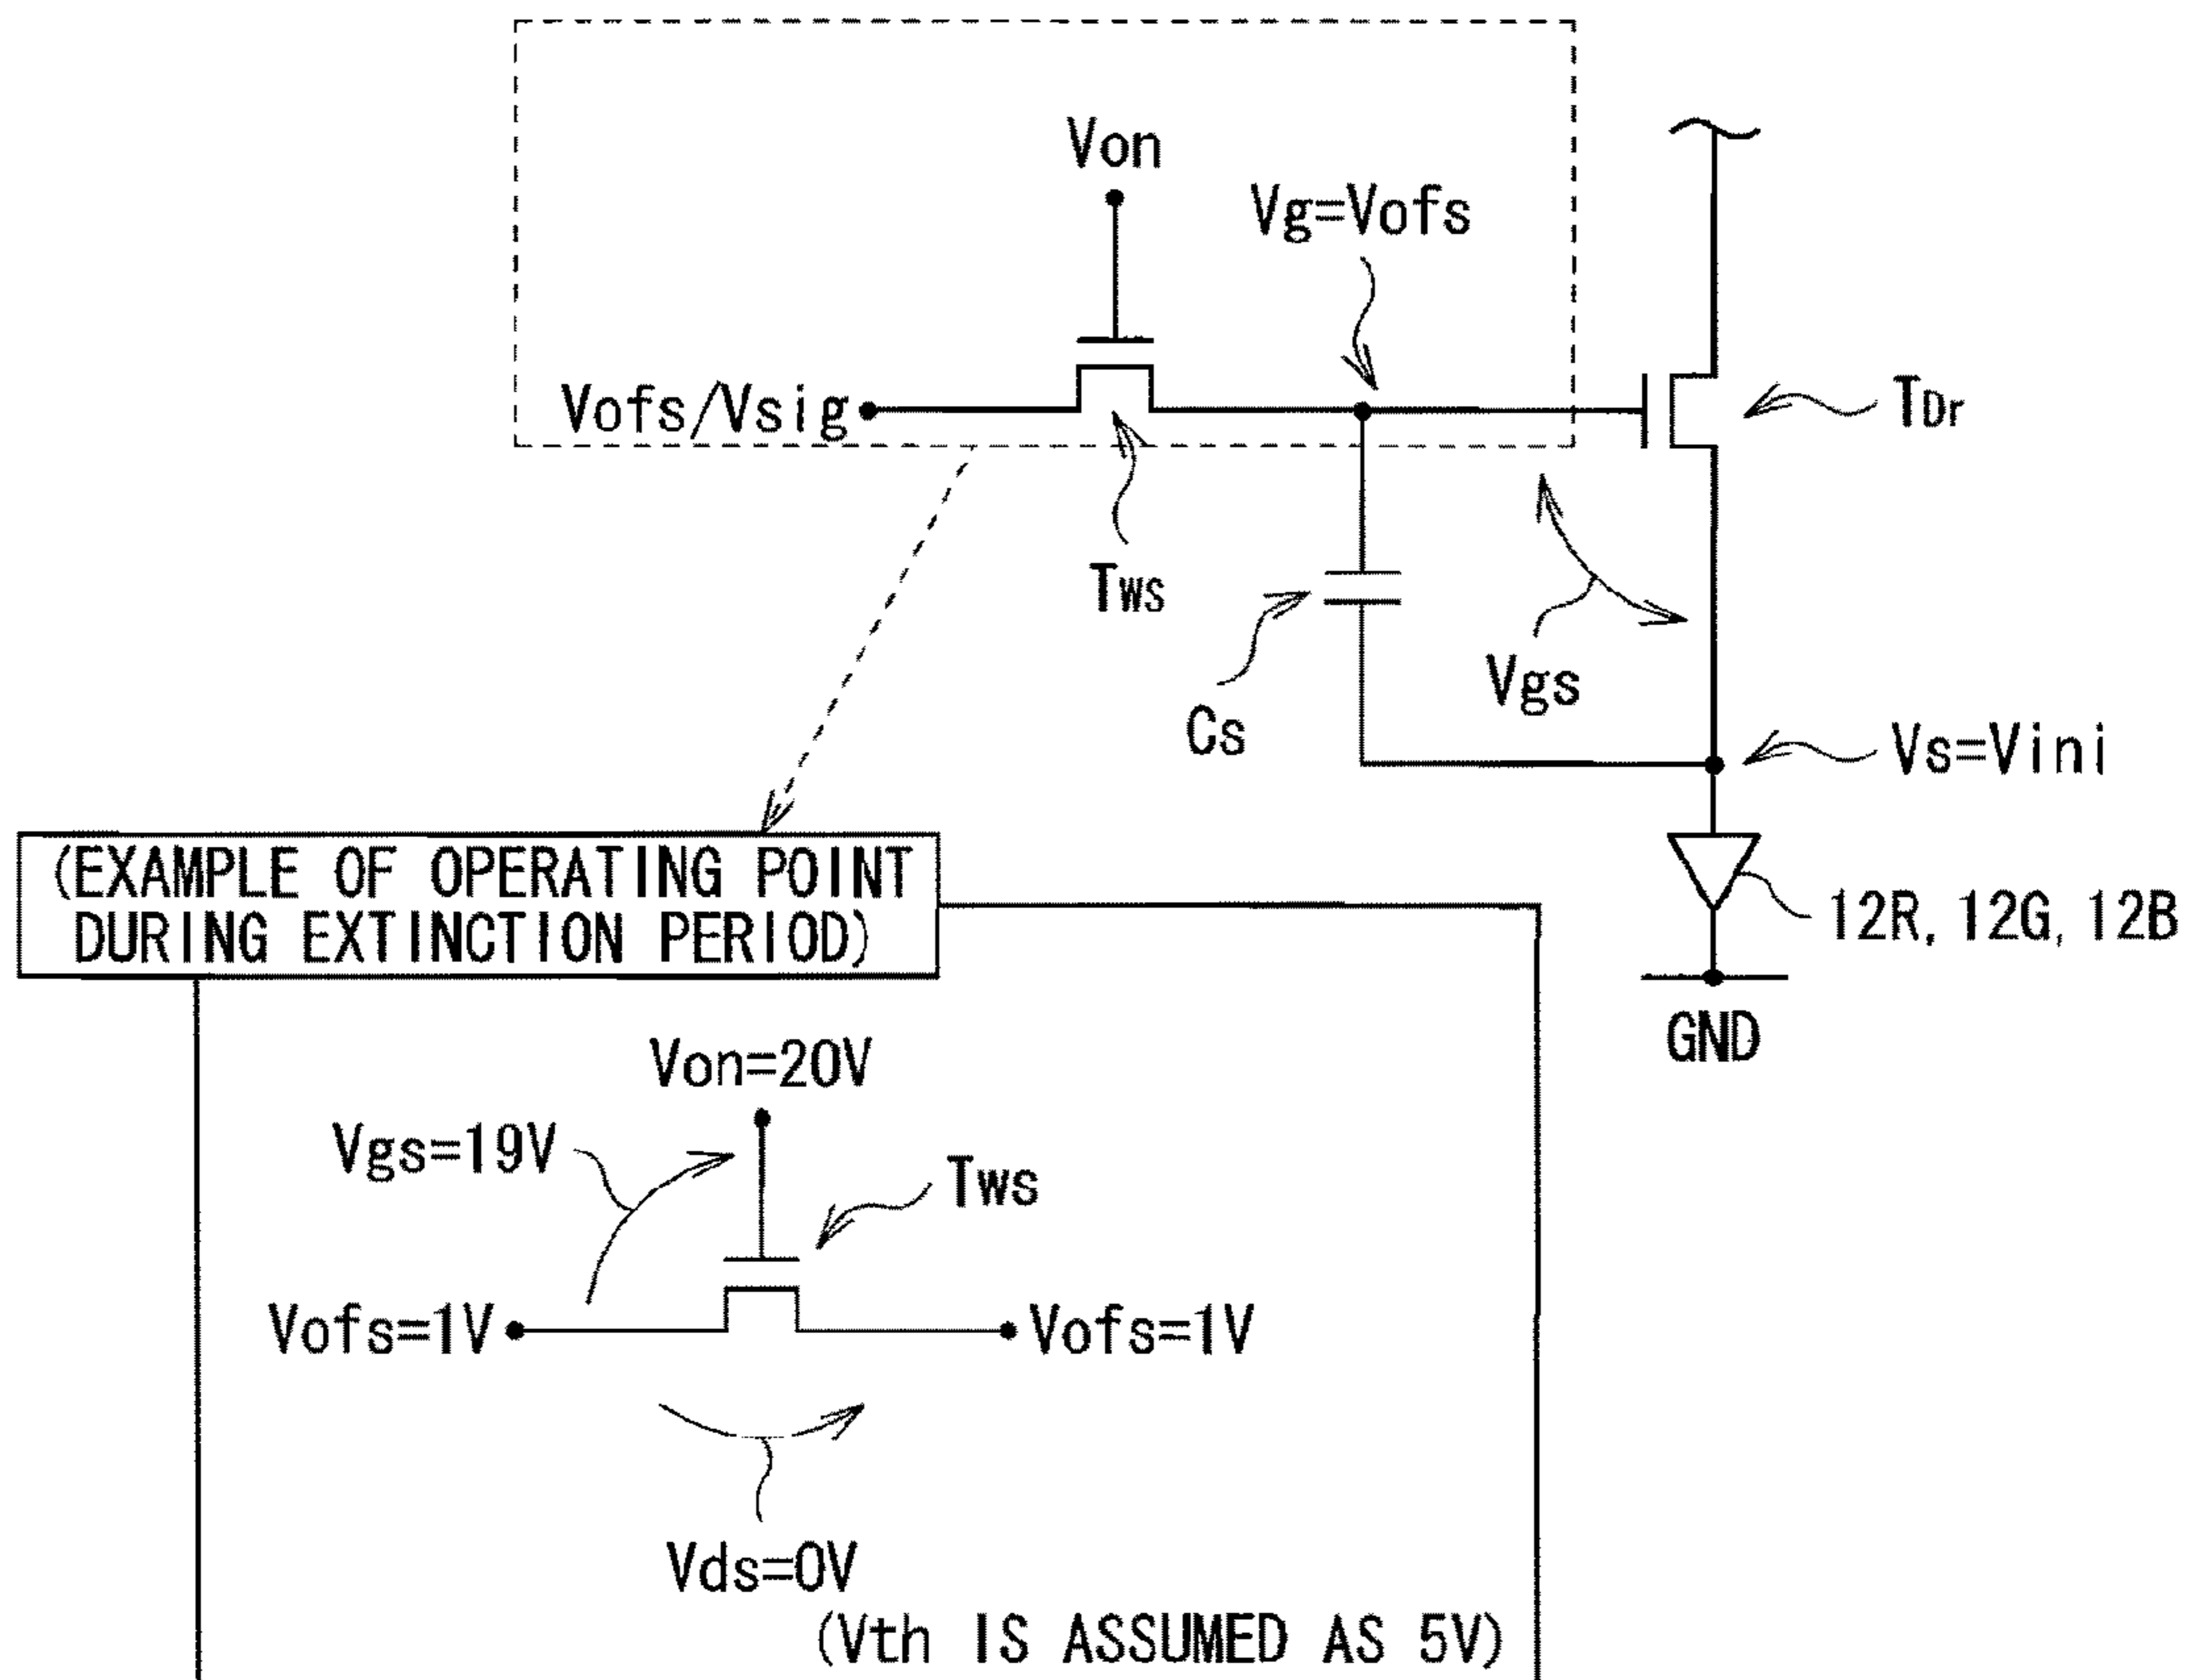 Von
Vg=Vofs
Vofs/Vsig
TDr
Tws
Vgs
Cs
Vs=Vini
(EXAMPLE OF OPERATING POINT
DURING EXTINCTION PERIOD)
12R, 12G, 12B
GND
Von=20V
Vgs=19V
Tws
Vofs=1V
Vofs=1V
Vds=0V
(Vth IS ASSUMED AS 5V)